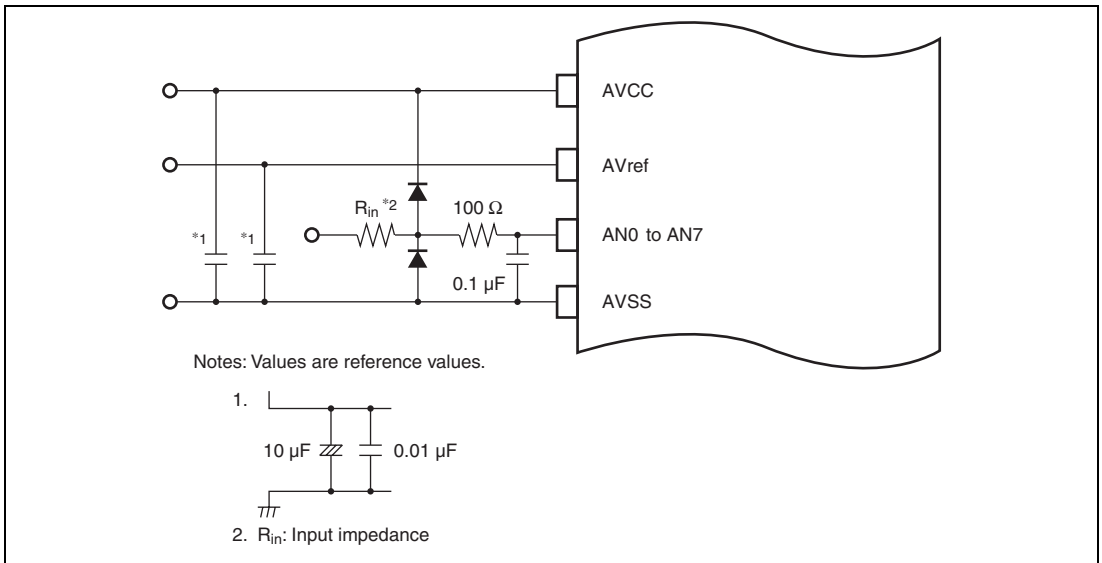 AVCC
AVref
Rin *2
100 Ω
AN0 to AN7
*1
*1
0.1 µF
AVSS
Notes: Values are reference values.
1.
10 µF
0.01 µF
2. Rin: Input impedance